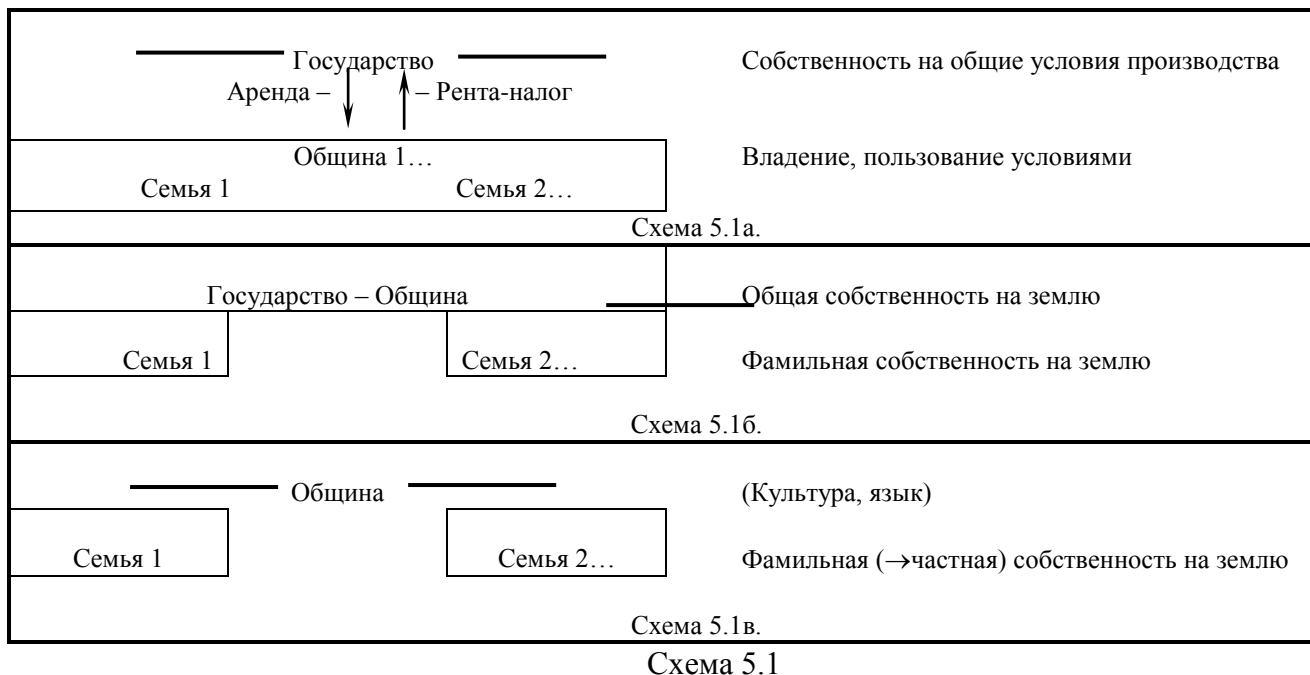 Государство Собственность на общие условия производства
Аренда – – Рента-налог
Община 1… Владение, пользование условиями
Семья 1 Семья 2…
Схема 5.1а.
Государство – Община Общая собственность на землю
Семья 1 Семья 2… Фамильная собственность на землю
Схема 5.1б.
Община (Культура, язык)
Семья 1 Семья 2… Фамильная (→частная) собственность на землю
Схема 5.1в.
Схема 5.1